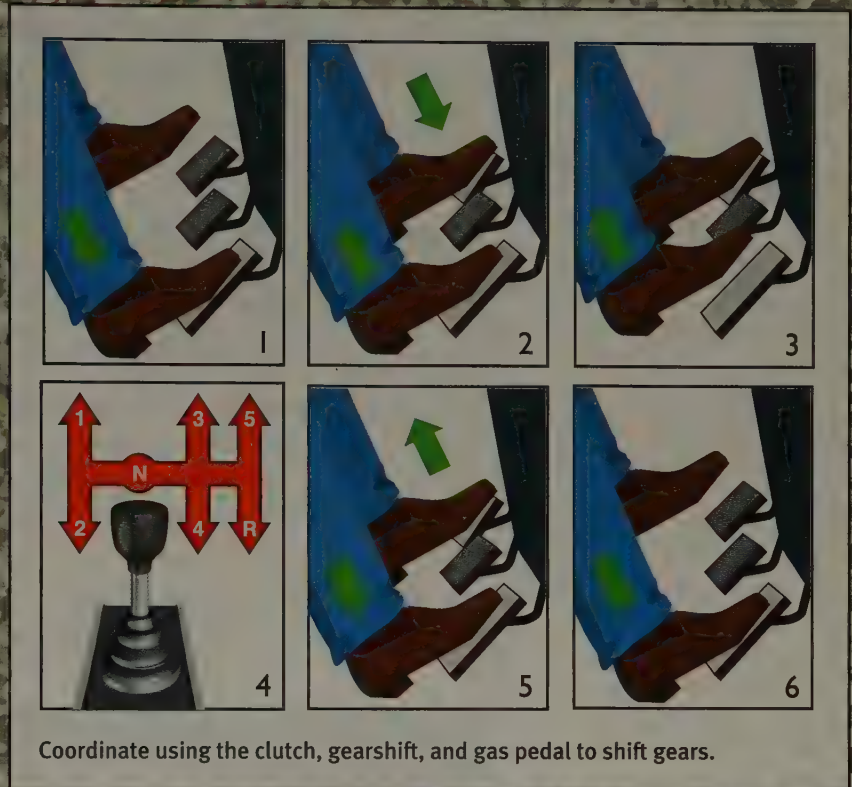 1
2
3
1 3 5
N
2 4 R
4
5
6
Coordinate using the clutch, gearshift, and gas pedal to shift gears.